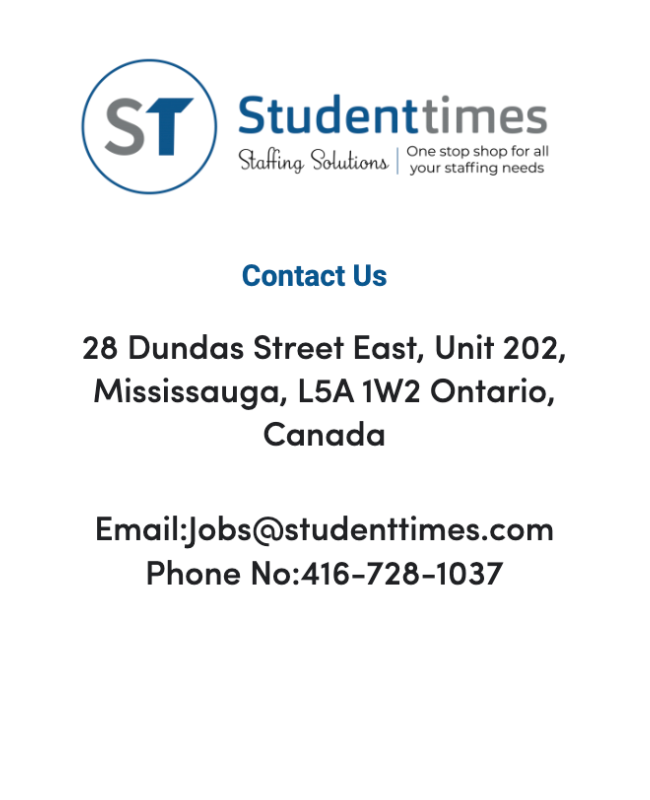 ST
Studenttimes
Staffing Solutions
One stop shop for all
your staffing needs
Contact Us
28 Dundas Street East, Unit 202,
Mississauga, L5A 1W2 Ontario,
Canada
Email:Jobs@studenttimes.com
Phone No:416-728-1037